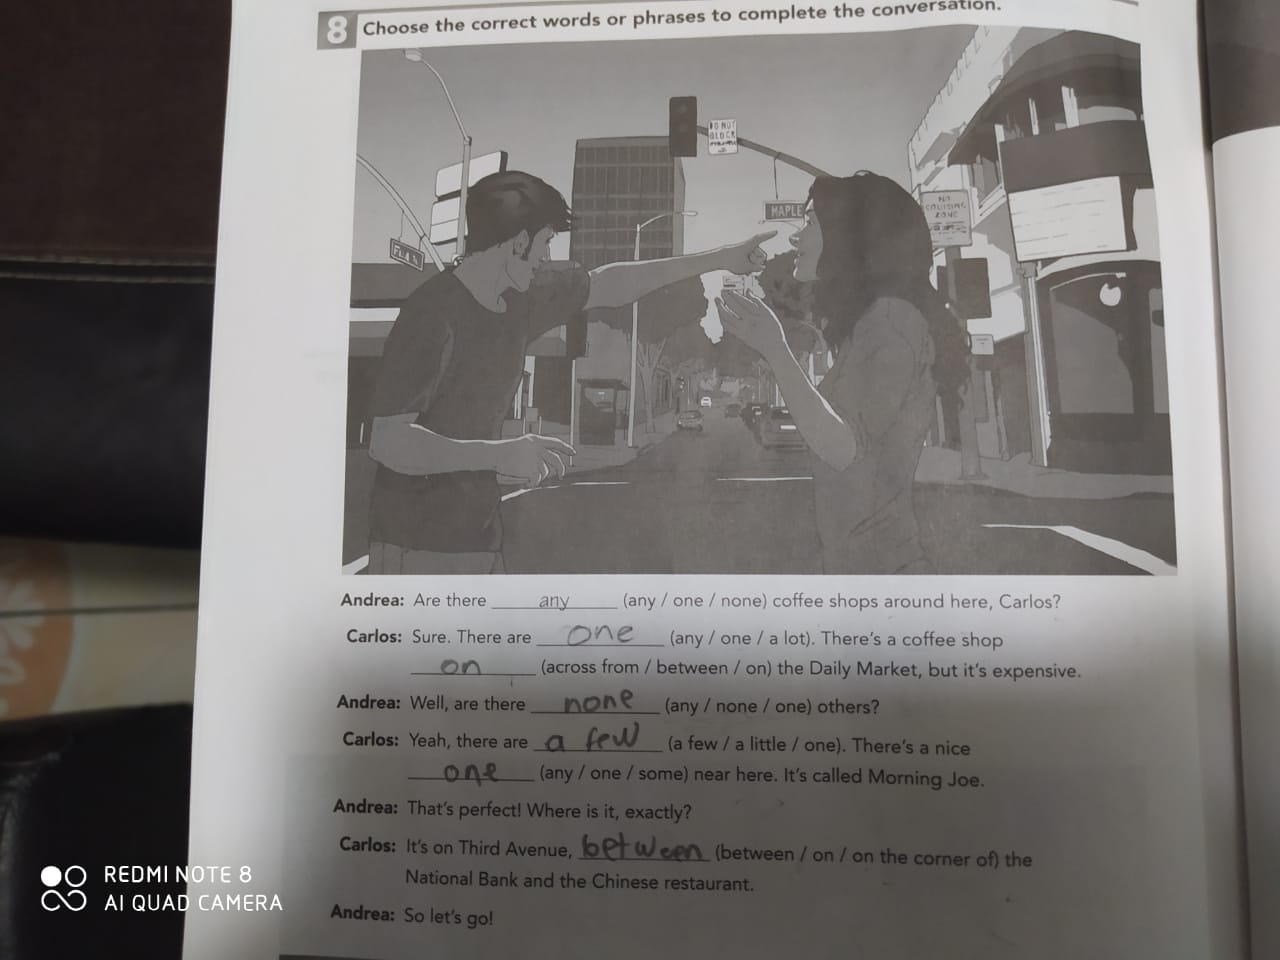 8 Choose the correct words or phrases to complete the conversation.
DO NOT
BLOCK
MAPLE
NO
CRUISING
ZONE
Andrea: Are there any (any / one / none) coffee shops around here, Carlos?
Carlos: Sure. There are one (any / one / a lot). There's a coffee shop
on (across from / between / on) the Daily Market, but it's expensive.
Andrea: Well, are there none (any / none / one) others?
Carlos: Yeah, there are a few (a few / a little / one). There's a nice
one (any / one / some) near here. It's called Morning Joe.
Andrea: That's perfect! Where is it, exactly?
Carlos: It's on Third Avenue, between (between / on / on the corner of) the
National Bank and the Chinese restaurant.
Andrea: So let's go!
REDMI NOTE 8
AI QUAD CAMERA